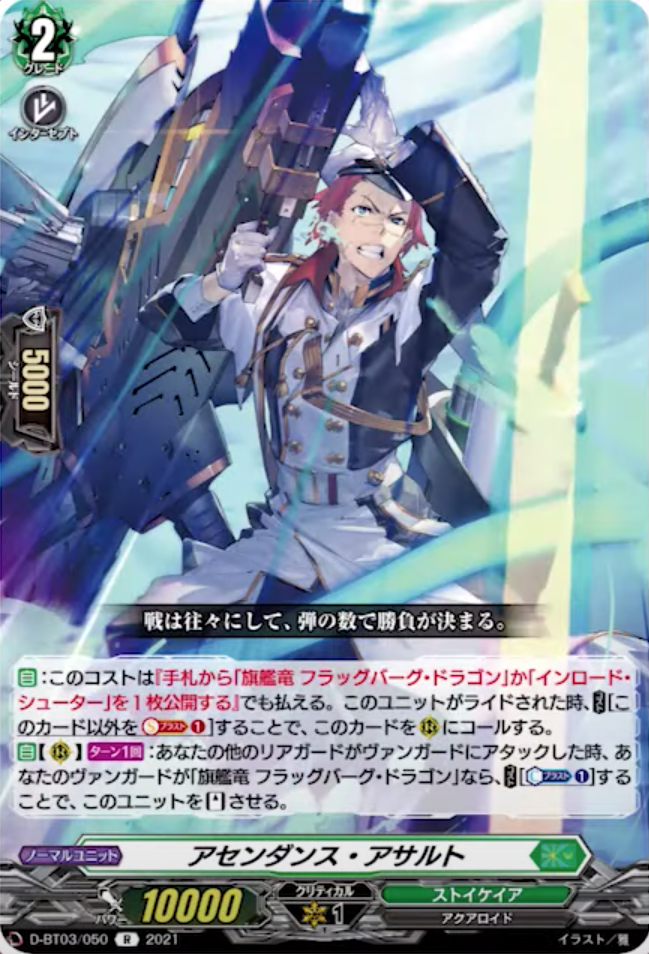 2
グレード
インターセプト
5000
シールド
戦は往々にして、弾の数で勝負が決まる。
自:このコストは『手札から「旗艦竜 フラッグバーグ・ドラゴン」か「インロード・
シューター」を1枚公開する』でも払える。このユニットがライドされた時、[こ
のカード以外を(Sブラスト1)]することで、このカードをRにコールする。
自【R】ターン1回:あなたの他のリアガードがヴァンガードにアタックした時、あ
なたのヴァンガードが「旗艦竜 フラッグバーグ・ドラゴン」なら、[(Cブラスト1)]する
ことで、このユニットを[スタンド]させる。
ノーマルユニット
アセンダンス・アサルト
パワー 10000
クリティカル
1
ストイケイア
アクアロイド
D-BT03/050 R 2021
イラスト/雅